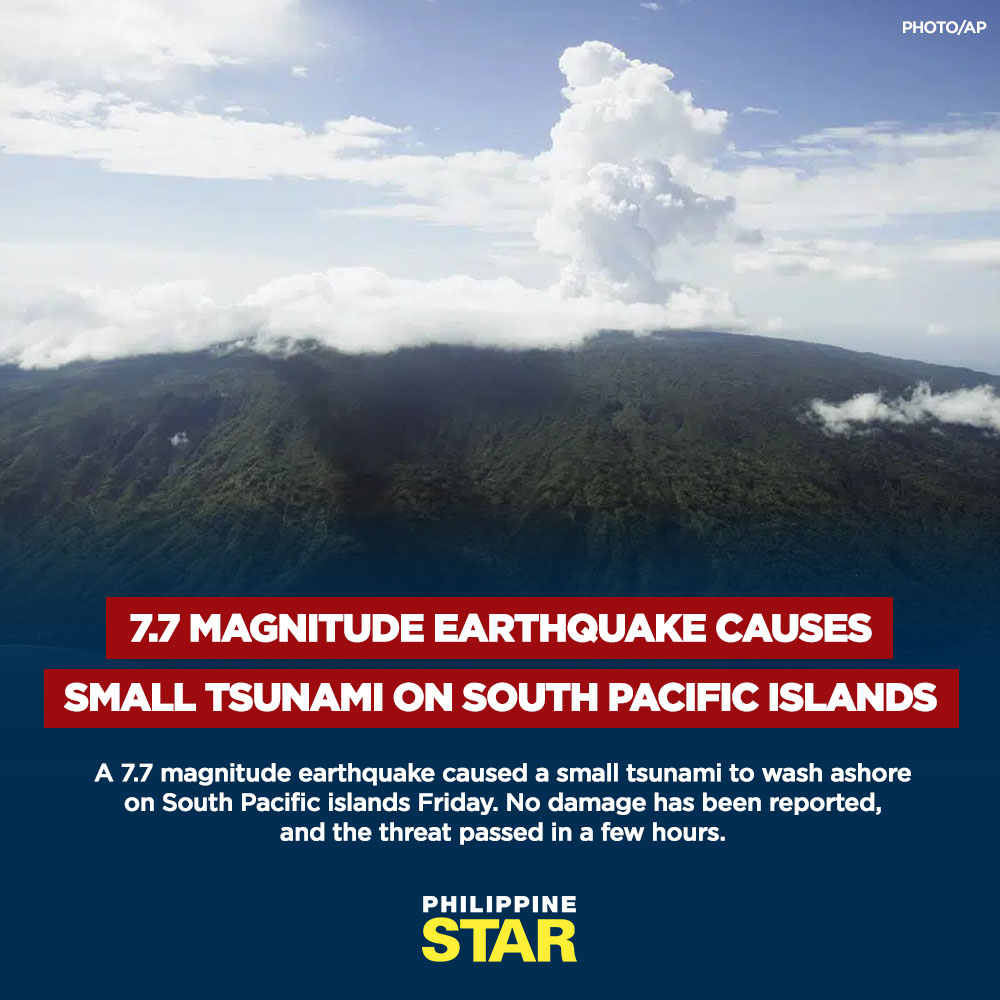 PHOTO/AP
7.7 MAGNITUDE EARTHQUAKE CAUSES
SMALL TSUNAMI ON SOUTH PACIFIC ISLANDS
A 7.7 magnitude earthquake caused a small tsunami to wash ashore
on South Pacific islands Friday. No damage has been reported,
and the threat passed in a few hours.
PHILIPPINE
STAR